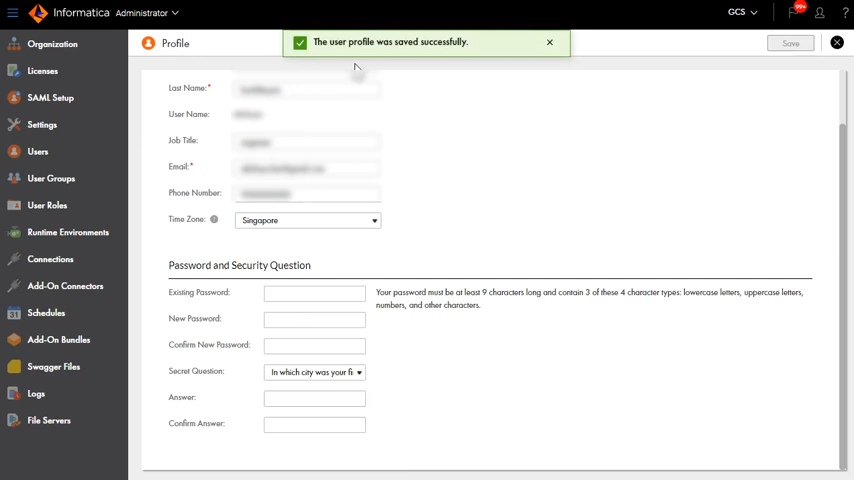 Informatica Administrator
GCS
99+
?
Organization
Licenses
SAML Setup
Settings
Users
User Groups
User Roles
Runtime Environments
Connections
Add-On Connectors
31 Schedules
Add-On Bundles
Swagger Files
Logs
File Servers
Profile
The user profile was saved successfully.
Save
Last Name:*
User Name:
Job Title:
Email:*
Phone Number:
Time Zone: ? Singapore
Password and Security Question
Existing Password:
Your password must be at least 9 characters long and contain 3 of these 4 character types: lowercase letters, uppercase letters,
numbers, and other characters.
New Password:
Confirm New Password:
Secret Question: In which city was your fi
Answer:
Confirm Answer: